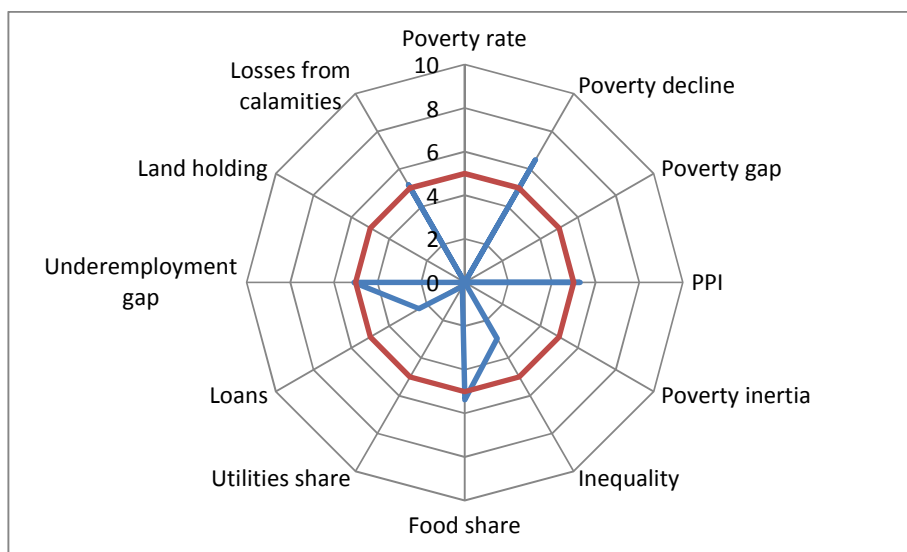 Poverty rate
10
Losses from
calamities
Poverty decline
8
6
Land holding
Poverty gap
4
2
Underemployment
gap
0
PPI
Loans
Poverty inertia
Utilities share
Inequality
Food share